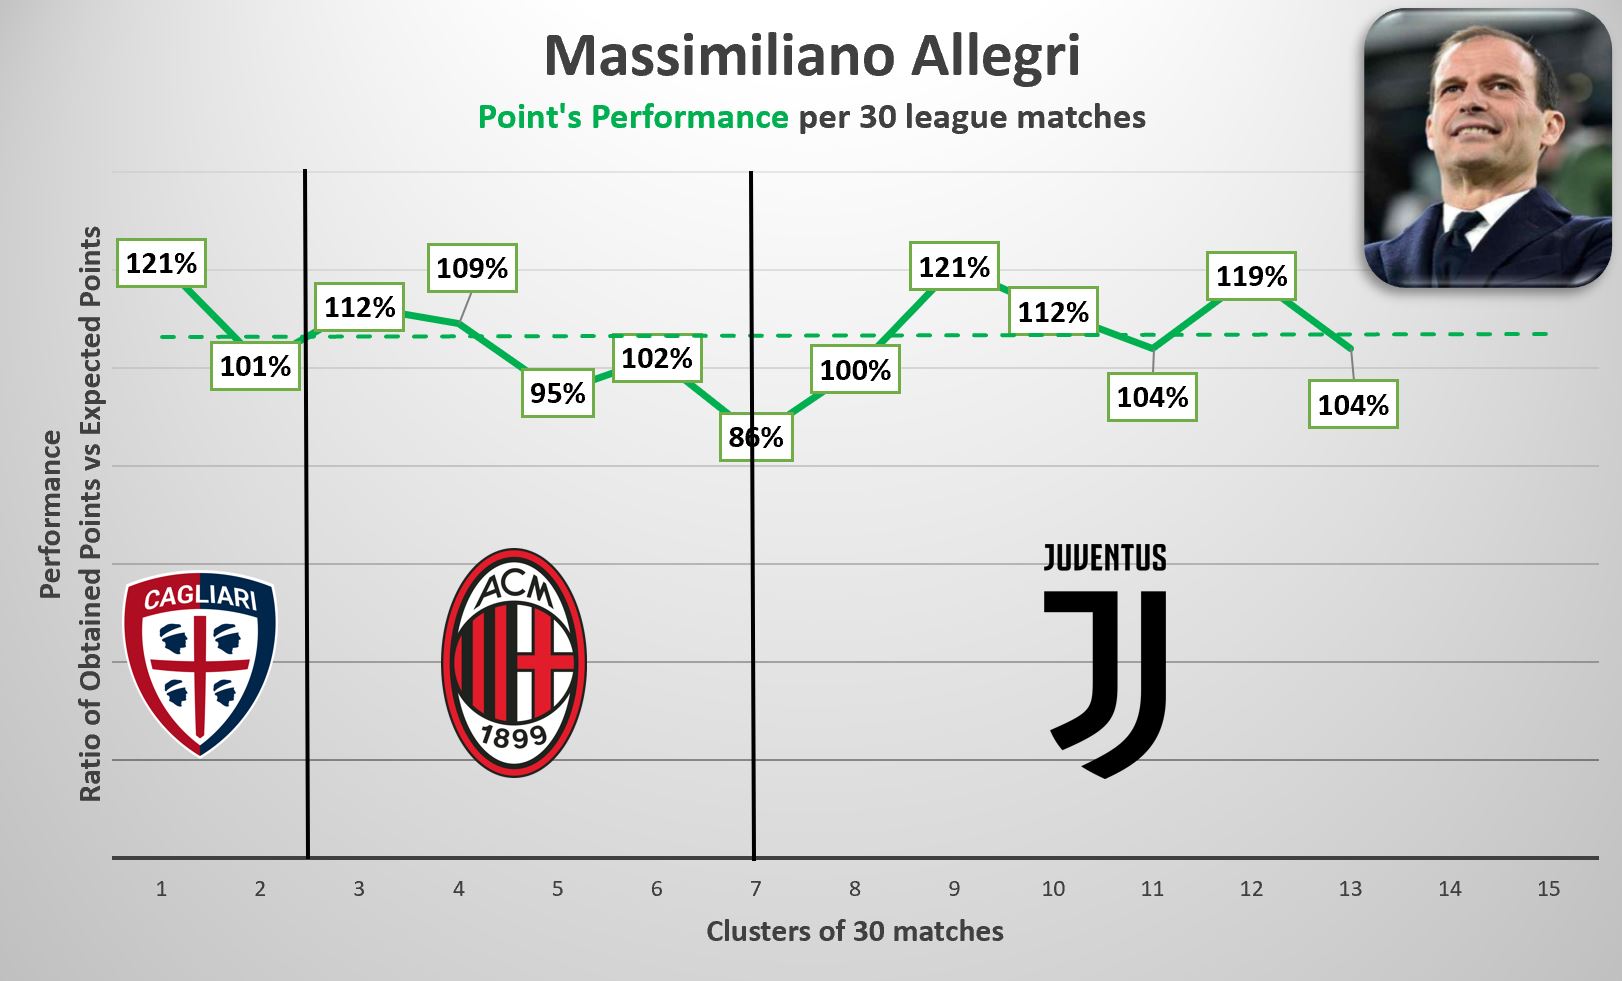 Massimiliano Allegri
Point's Performance per 30 league matches
Performance
Ratio of Obtained Points vs Expected Points
121%
101%
112%
109%
95%
102%
86%
100%
121%
112%
104%
119%
104%
CAGLIARI
ACM
1899
JUVENTUS
1 2 3 4 5 6 7 8 9 10 11 12 13 14 15
Clusters of 30 matches